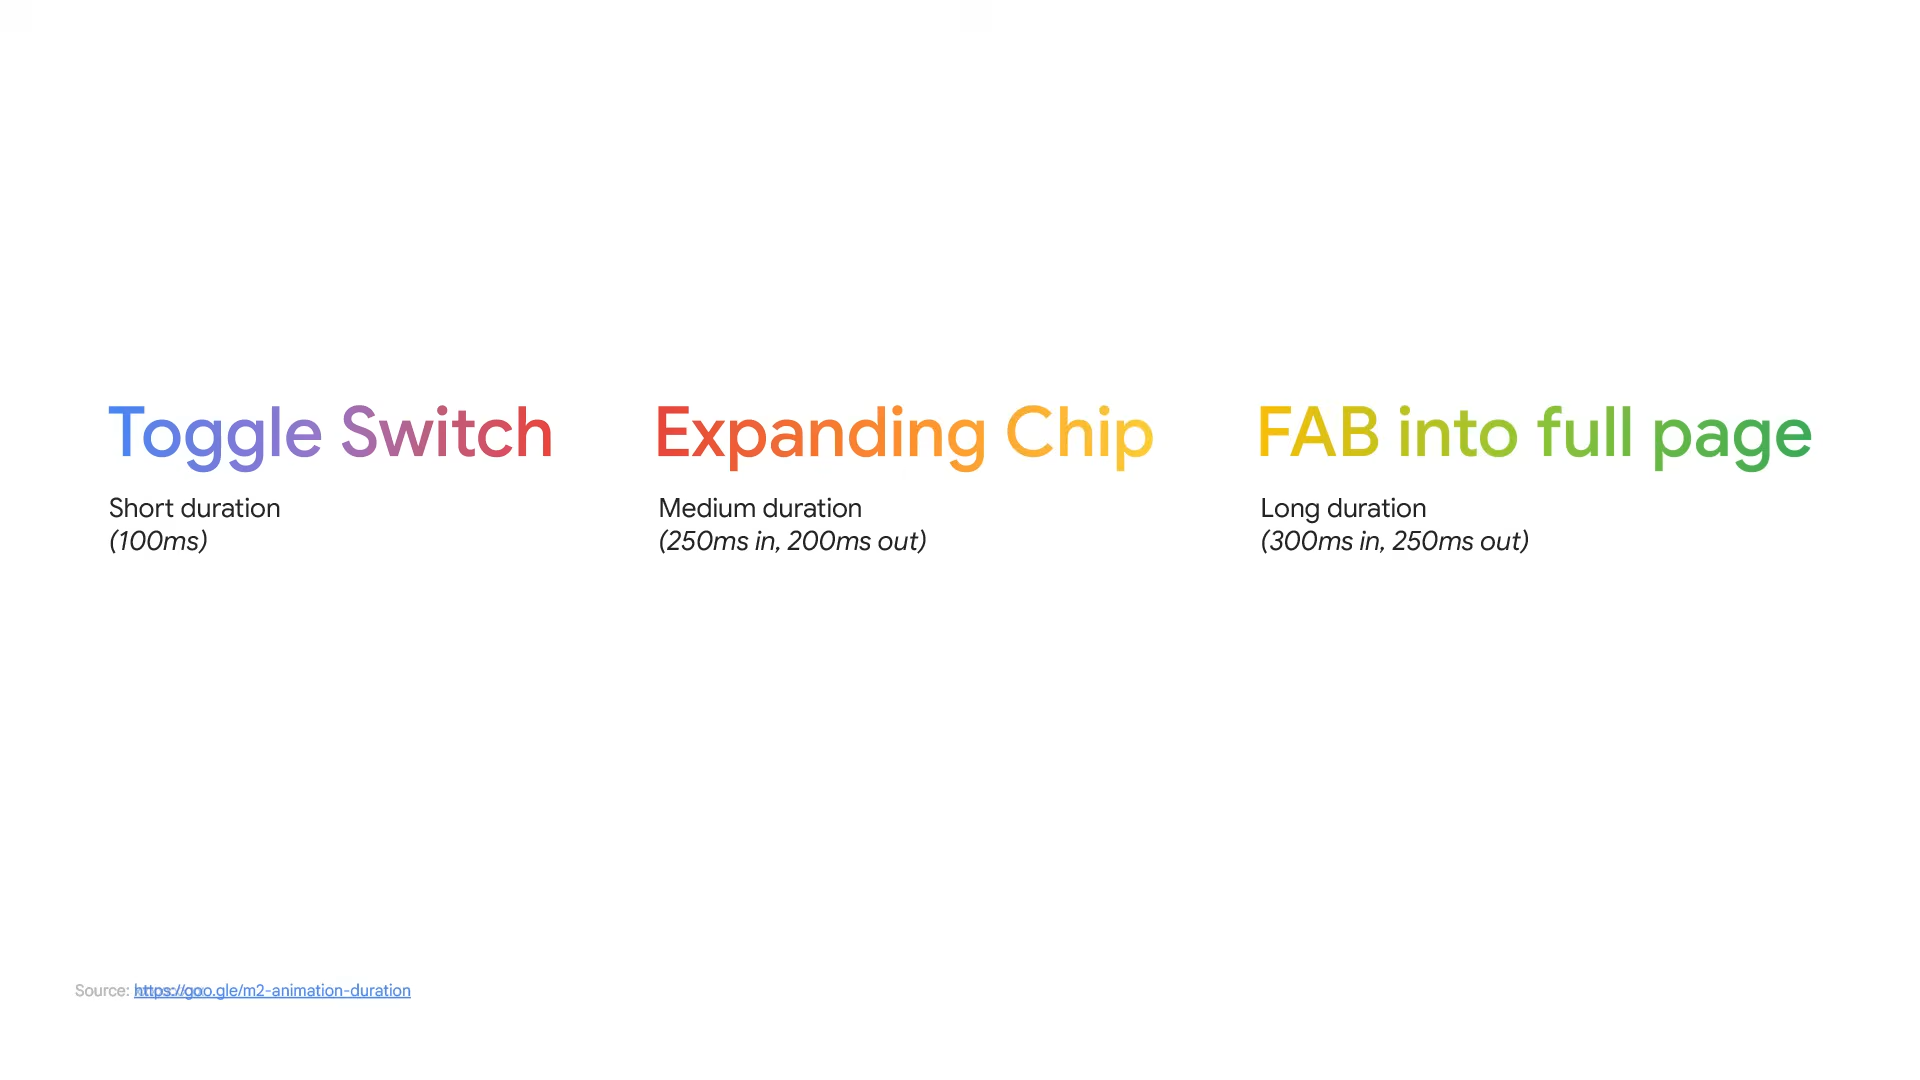 Toggle Switch
Short duration
(100ms)
Expanding Chip
Medium duration
(250ms in, 200ms out)
FAB into full page
Long duration
(300ms in, 250ms out)
Source: https://goo.gle/m2-animation-duration